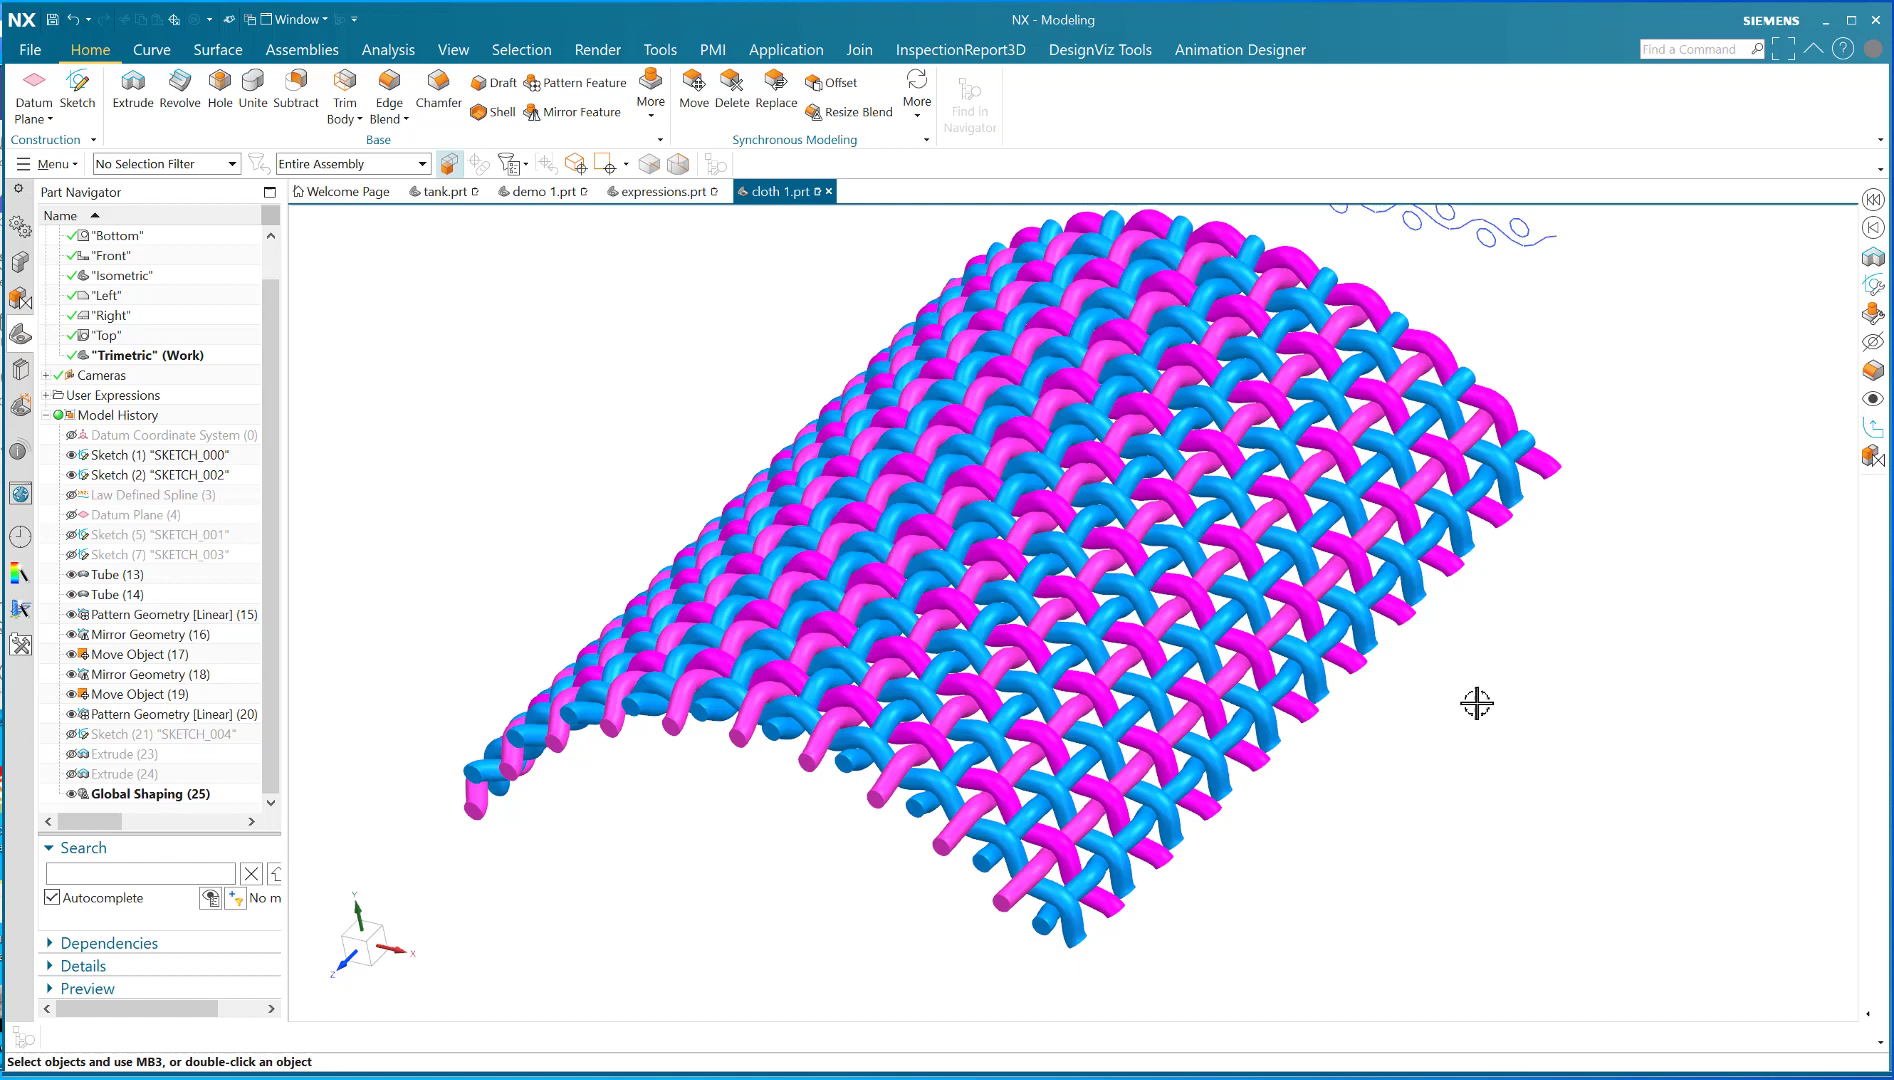 NX Window NX - Modeling SIEMENS
File Home Curve Surface Assemblies Analysis View Selection Render Tools PMI Application Join InspectionReport3D DesignViz Tools Animation Designer Find a Command
Datum Plane Sketch Extrude Revolve Hole Unite Subtract Trim Body Edge Blend Chamfer Draft Pattern Feature Shell Mirror Feature More Move Delete Replace Offset Resize Blend More Find in Navigator
Construction Base Synchronous Modeling
Menu No Selection Filter Entire Assembly
Part Navigator Welcome Page tank.prt demo 1.prt expressions.prt cloth 1.prt
Name
"Bottom"
"Front"
"Isometric"
"Left"
"Right"
"Top"
"Trimetric" (Work)
Cameras
User Expressions
Model History
Datum Coordinate System (0)
Sketch (1) "SKETCH_000"
Sketch (2) "SKETCH_002"
Law Defined Spline (3)
Datum Plane (4)
Sketch (5) "SKETCH_001"
Sketch (7) "SKETCH_003"
Tube (13)
Tube (14)
Pattern Geometry [Linear] (15)
Mirror Geometry (16)
Move Object (17)
Mirror Geometry (18)
Move Object (19)
Pattern Geometry [Linear] (20)
Sketch (21) "SKETCH_004"
Extrude (23)
Extrude (24)
Global Shaping (25)
Search
Autocomplete No m
Dependencies
Details
Preview
Y
X
Z
Select objects and use MB3, or double-click an object